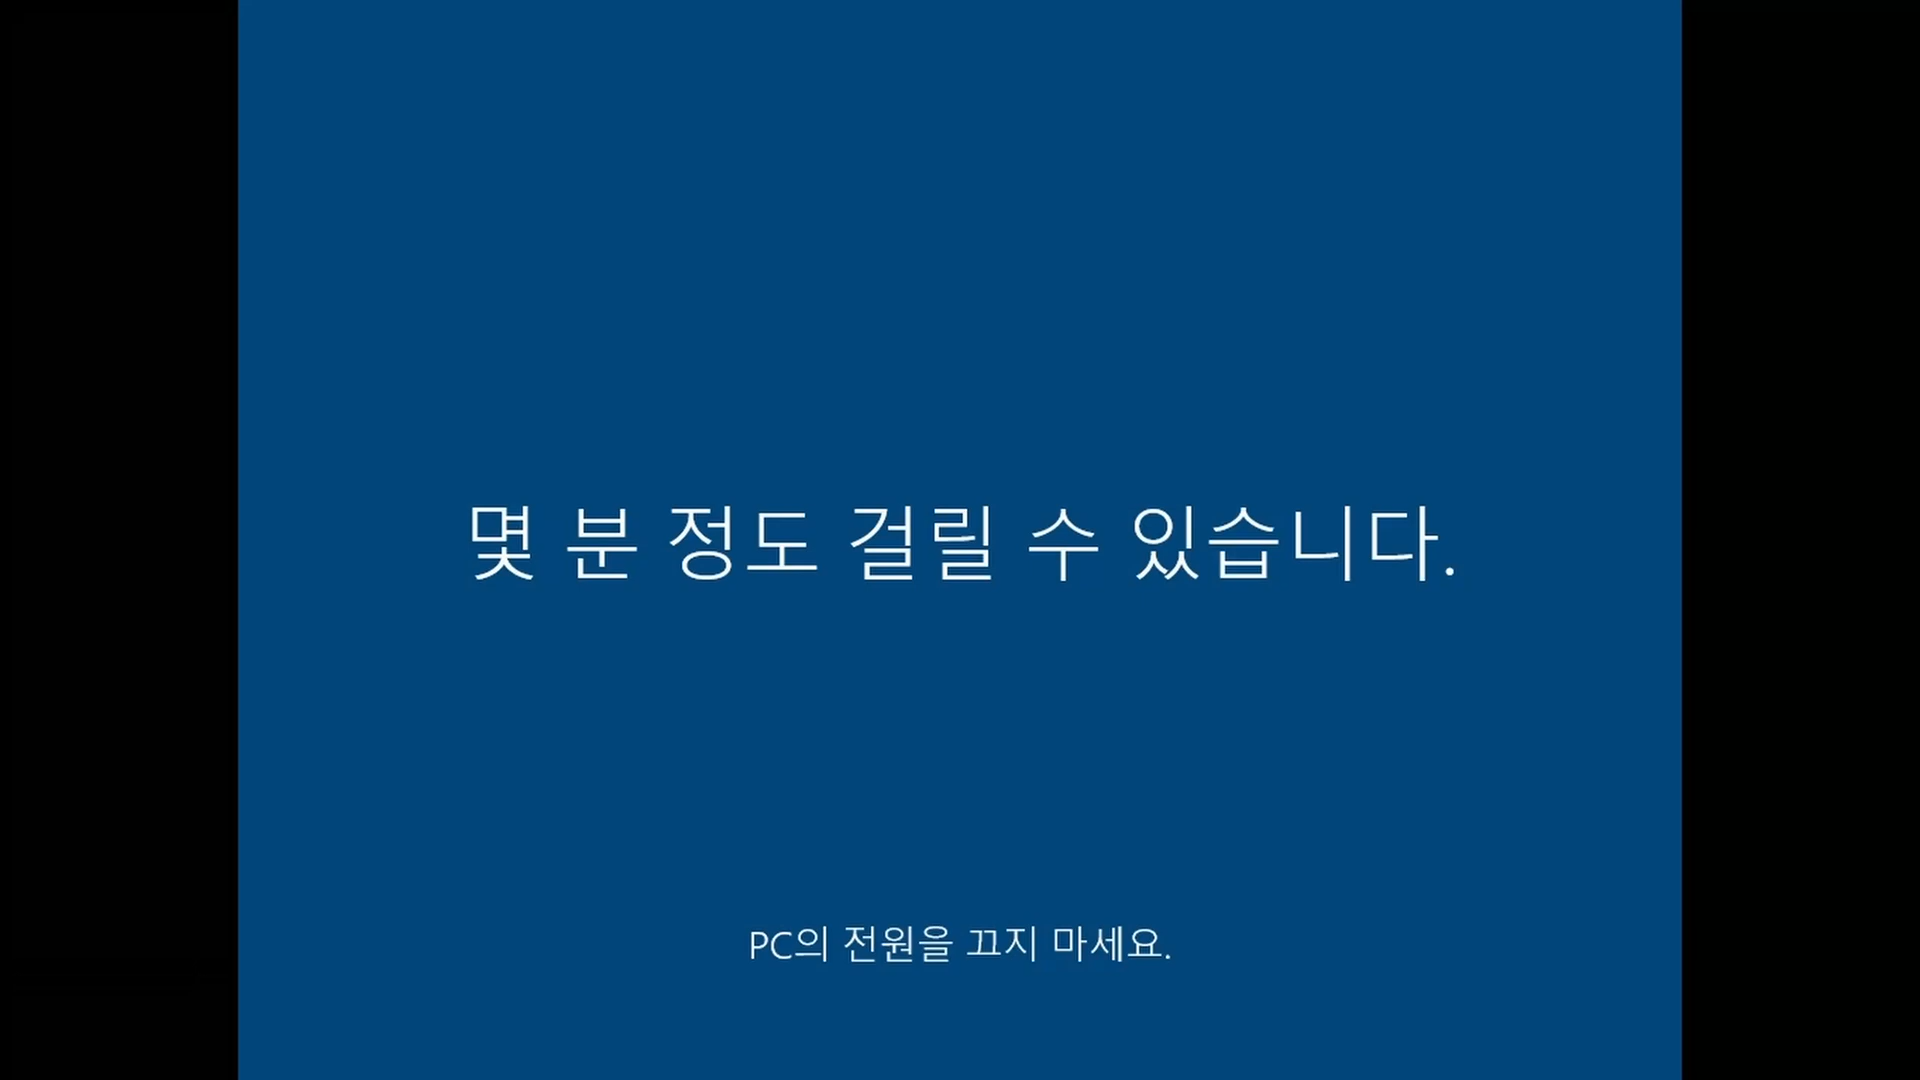 몇 분 정도 걸릴 수 있습니다.
PC의 전원을 끄지 마세요.